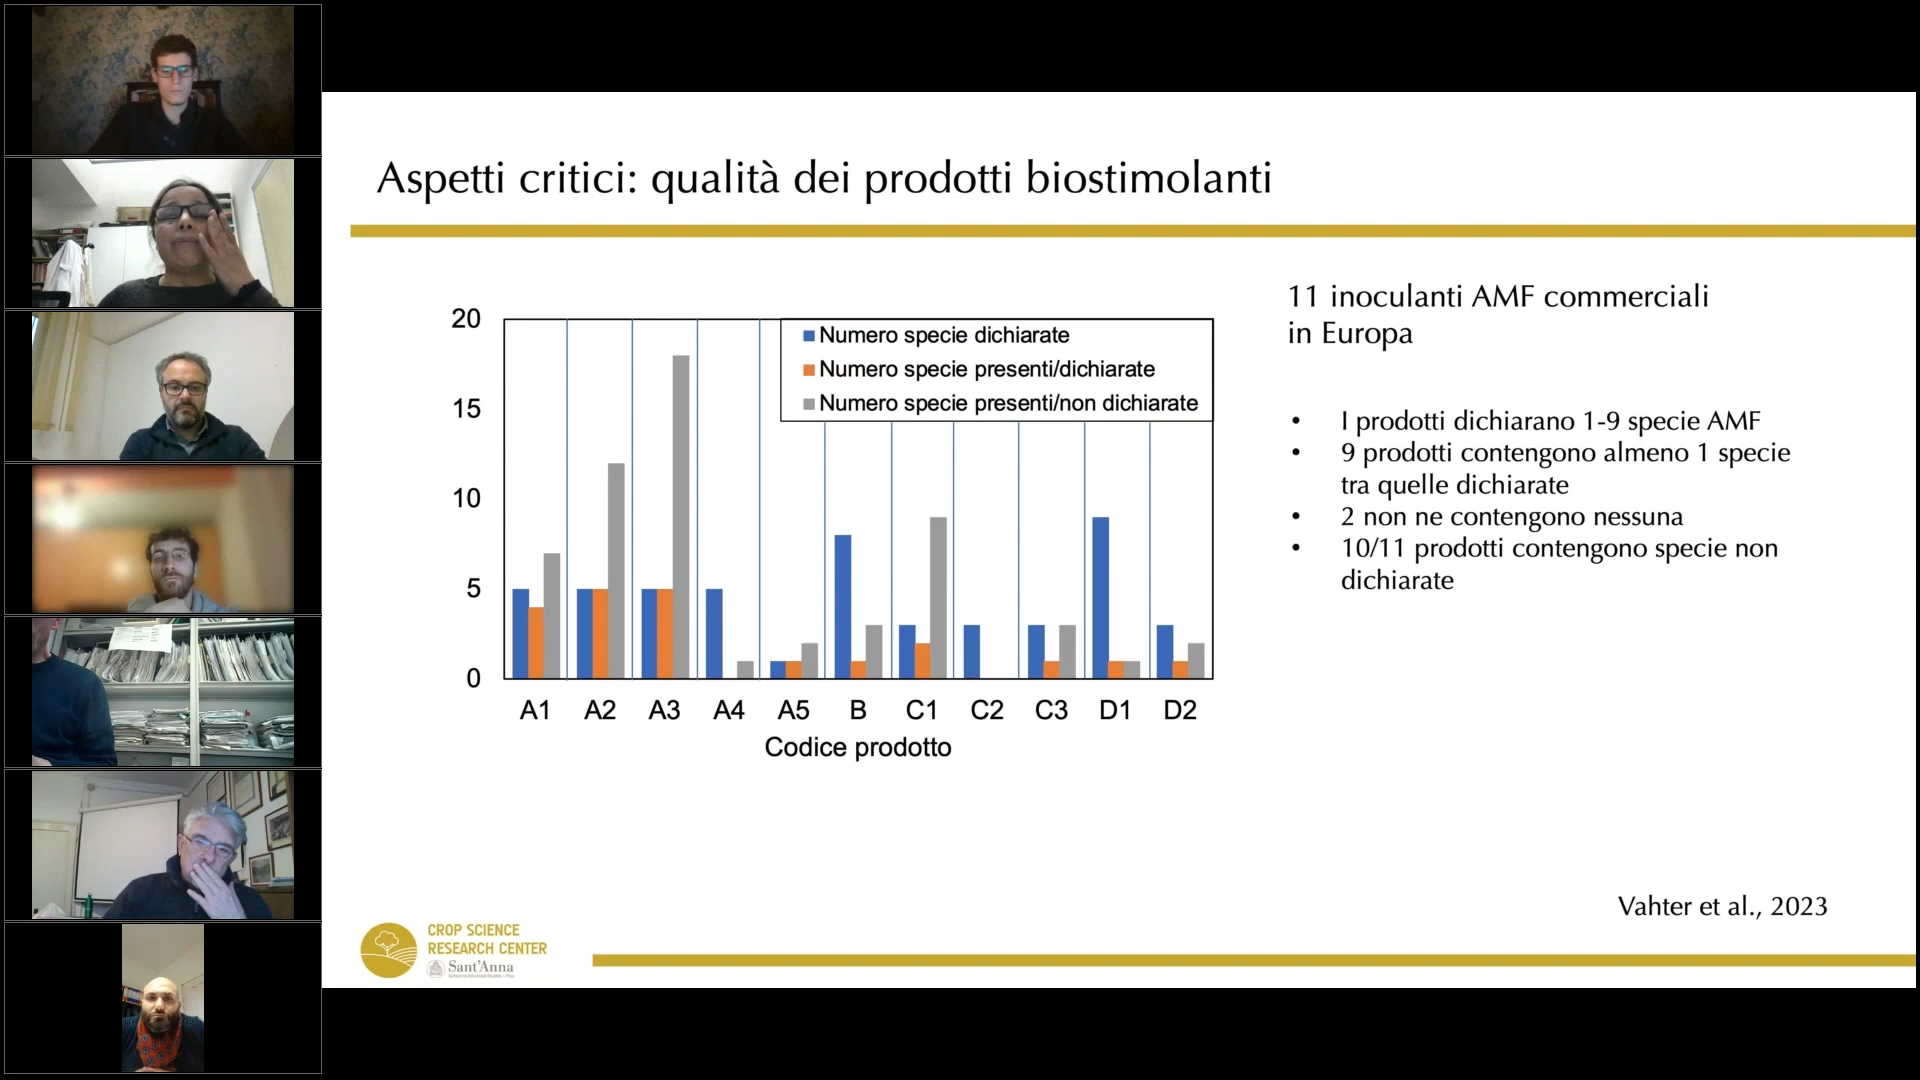 Aspetti critici: qualità dei prodotti biostimolanti
20
15
10
5
0
Numero specie dichiarate
Numero specie presenti/dichiarate
Numero specie presenti/non dichiarate
A1 A2 A3 A4 A5 B C1 C2 C3 D1 D2
Codice prodotto
11 inoculanti AMF commerciali
in Europa
• I prodotti dichiarano 1-9 specie AMF
• 9 prodotti contengono almeno 1 specie
tra quelle dichiarate
• 2 non ne contengono nessuna
• 10/11 prodotti contengono specie non
dichiarate
Vahter et al., 2023
CROP SCIENCE
RESEARCH CENTER
Sant'Anna